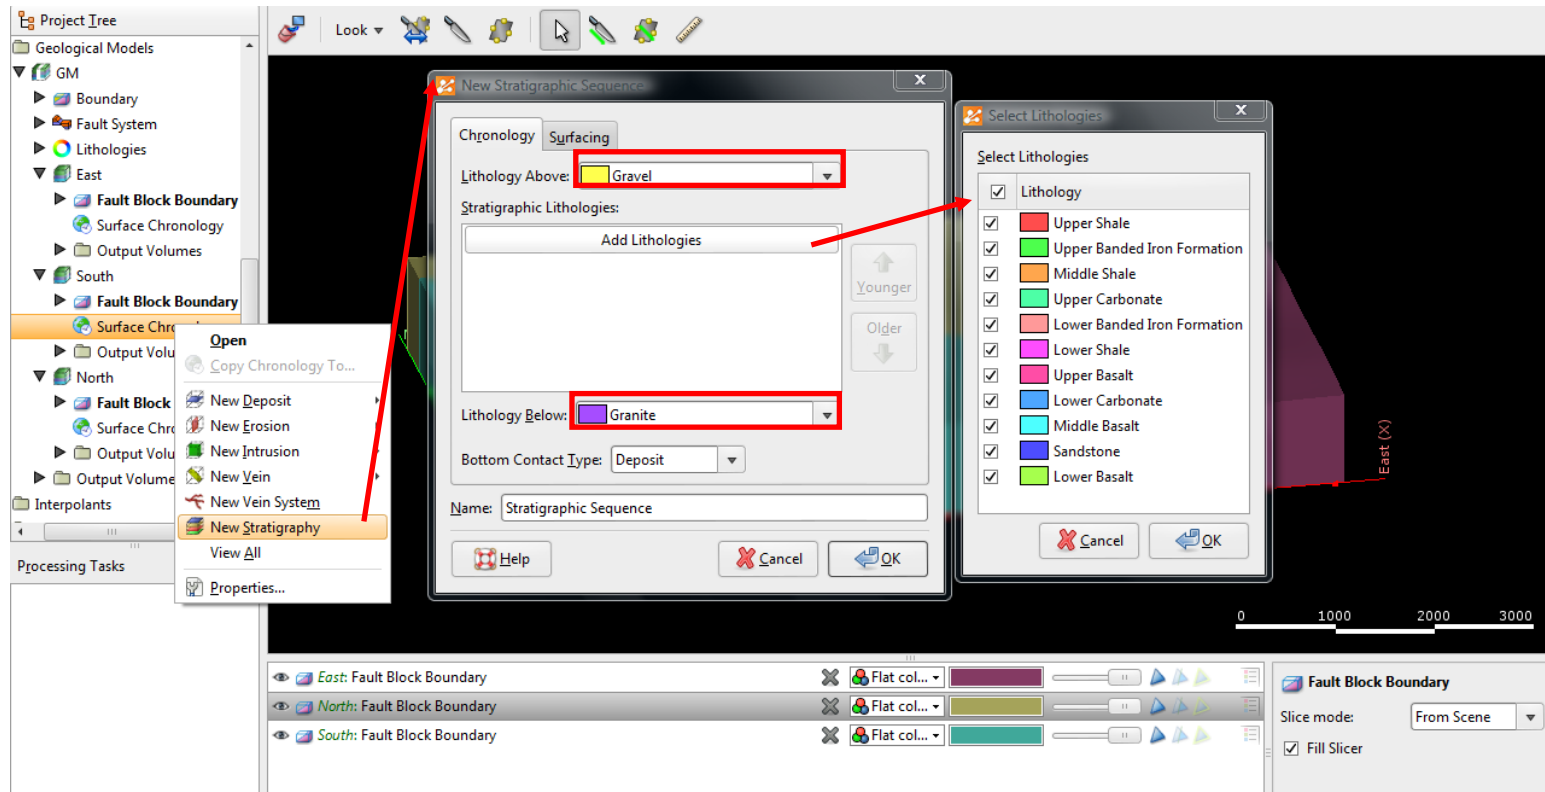 Project Tree
Look
Geological Models
GM
Boundary
Fault System
Lithologies
East
Fault Block Boundary
Surface Chronology
Output Volumes
South
Fault Block Boundary
Surface Chro
Output Volu
North
Fault Block
Surface Chro
Output Volu
Output Volume
Interpolants
Processing Tasks
Open
Copy Chronology To...
New Deposit
New Erosion
New Intrusion
New Vein
New Vein System
New Stratigraphy
View All
Properties...
New Stratigraphic Sequence
X
Chronology Surfacing
Lithology Above: Gravel
Stratigraphic Lithologies:
Add Lithologies
Younger
Older
Lithology Below: Granite
Bottom Contact Type: Deposit
Name: Stratigraphic Sequence
Help Cancel OK
Select Lithologies
X
Select Lithologies
Lithology
Upper Shale
Upper Banded Iron Formation
Middle Shale
Upper Carbonate
Lower Banded Iron Formation
Lower Shale
Upper Basalt
Lower Carbonate
Middle Basalt
Sandstone
Lower Basalt
Cancel OK
East (X)
0 1000 2000 3000
East: Fault Block Boundary Flat col...
North: Fault Block Boundary Flat col...
South: Fault Block Boundary Flat col...
Fault Block Boundary
Slice mode: From Scene
Fill Slicer